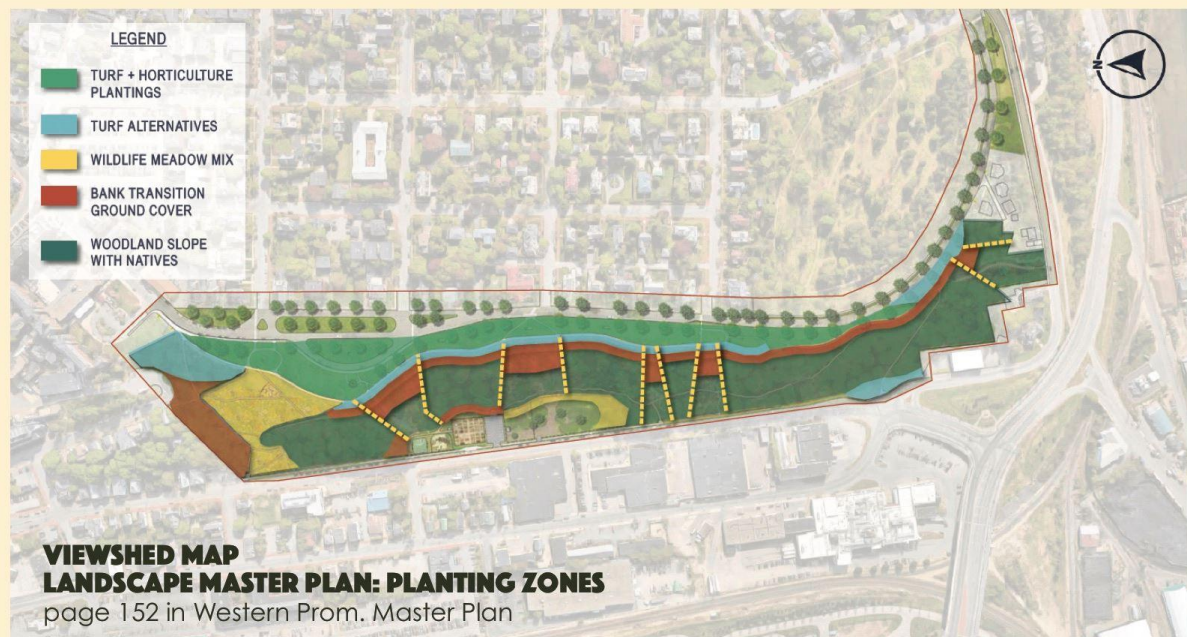 LEGEND
TURF + HORTICULTURE
PLANTINGS
TURF ALTERNATIVES
WILDLIFE MEADOW MIX
BANK TRANSITION
GROUND COVER
WOODLAND SLOPE
WITH NATIVES
N
VIEWSHED MAP
LANDSCAPE MASTER PLAN: PLANTING ZONES
page 152 in Western Prom. Master Plan